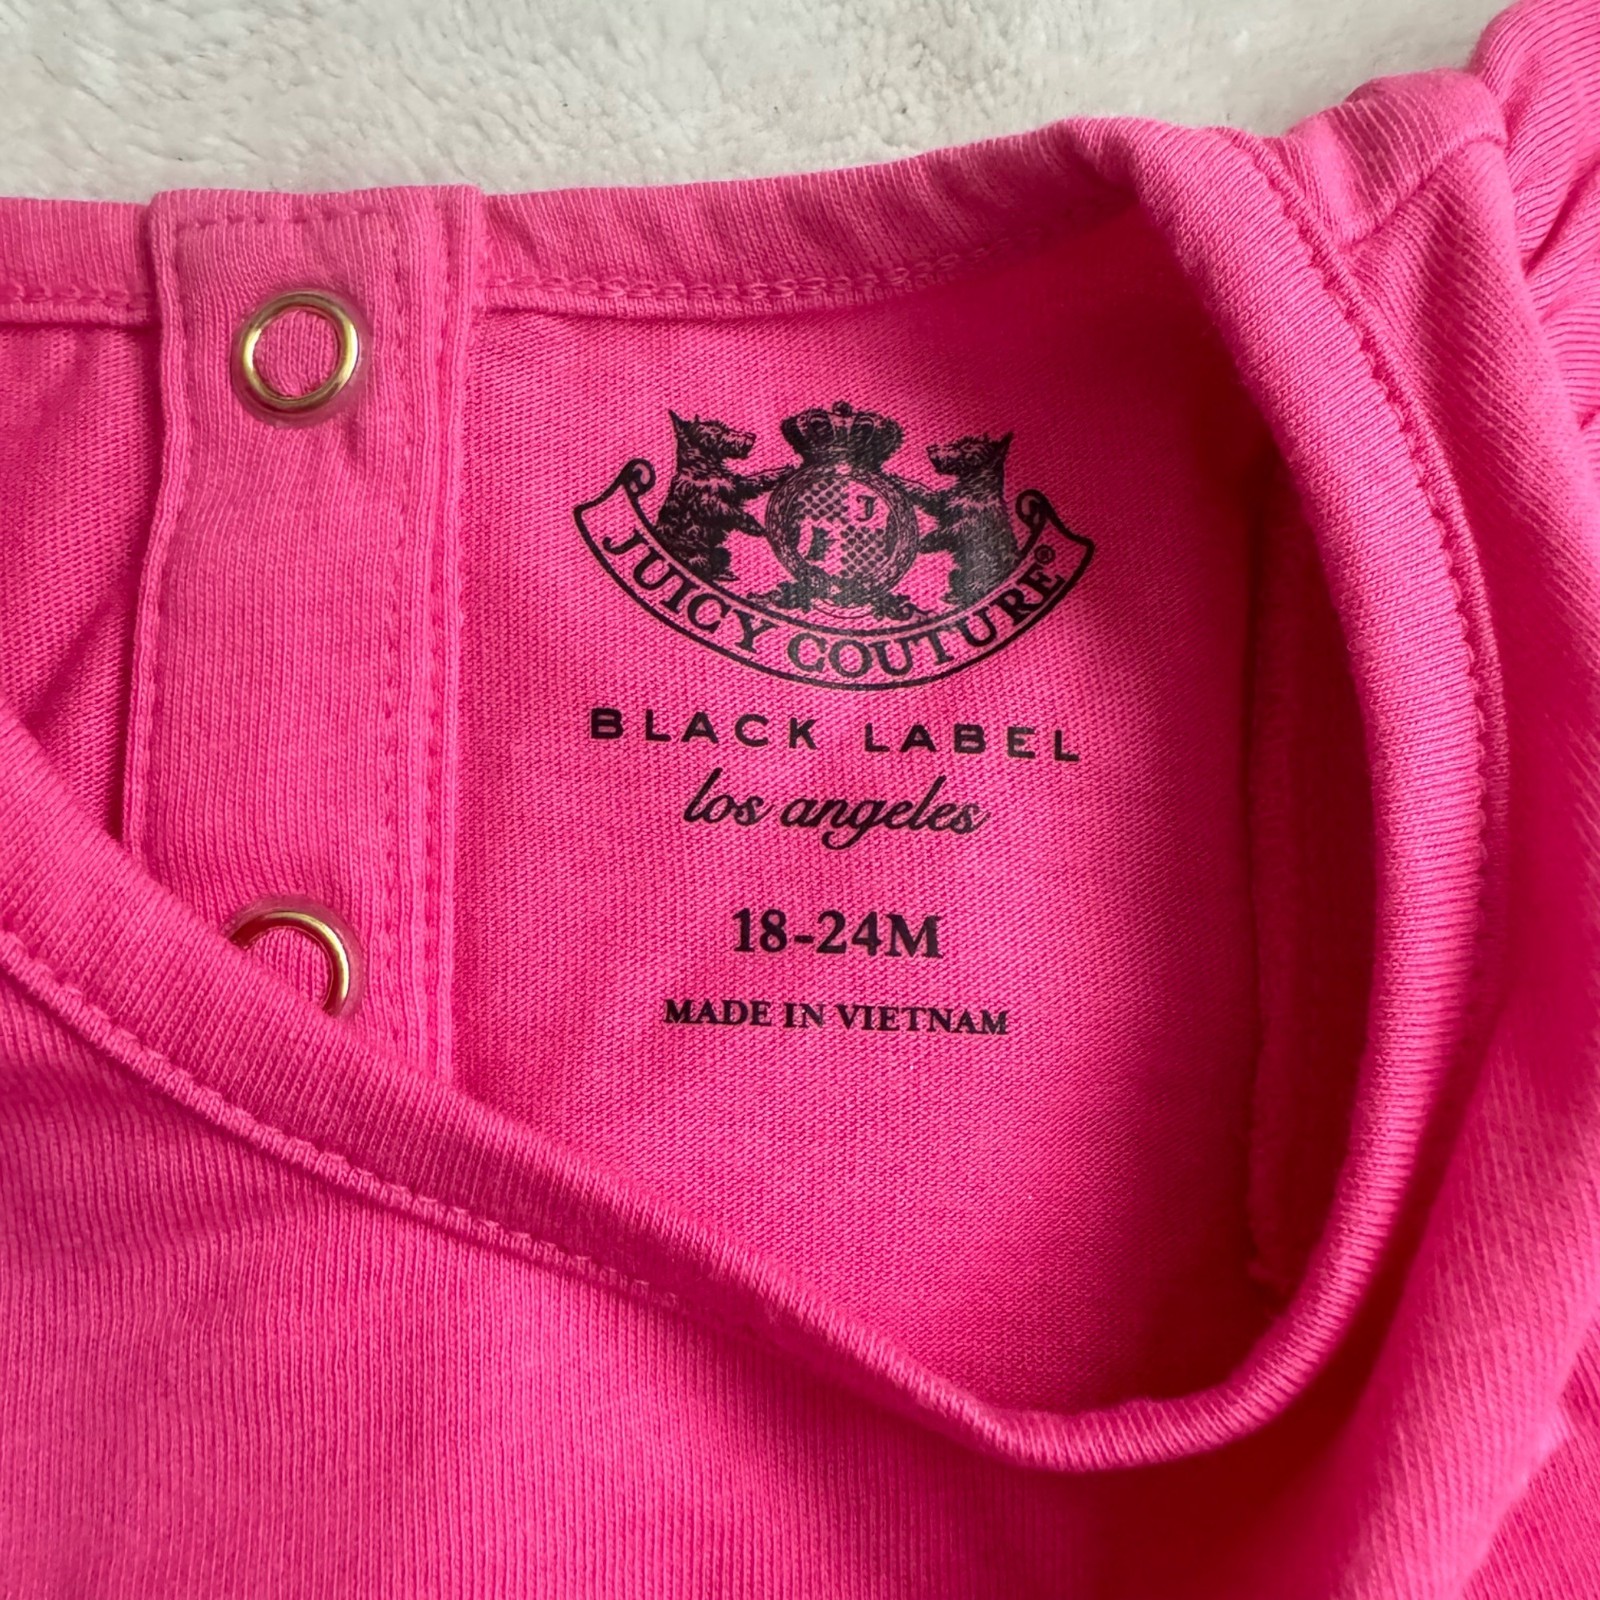 J
JUICY COUTURE®
BLACK LABEL
los angeles
18-24M
MADE IN VIETNAM